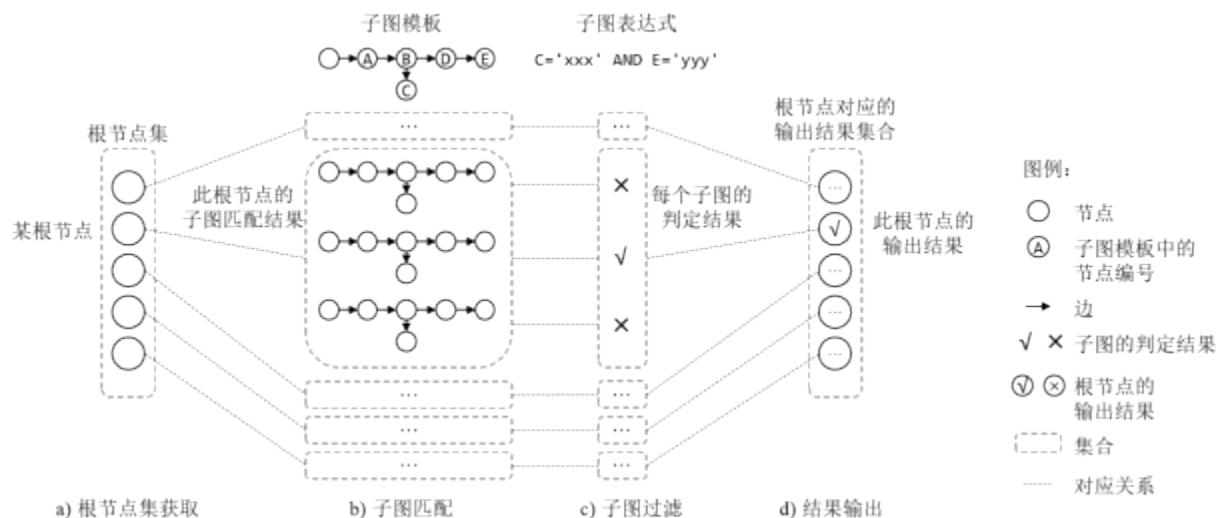 子图模板
子图表达式
A
B
D
E
C
C='xxx' AND E='yyy'
根节点集
某根节点
...
...
此根节点的
子图匹配结果
×
√
×
每个子图的
判定结果
根节点对应的
输出结果集合
...
√
...
...
...
此根节点的
输出结果
...
...
...
...
...
...
图例：
节点
A
子图模板中的
节点编号
边
√ × 子图的判定结果
√ × 根节点的
输出结果
集合
对应关系
a) 根节点集获取
b) 子图匹配
c) 子图过滤
d) 结果输出